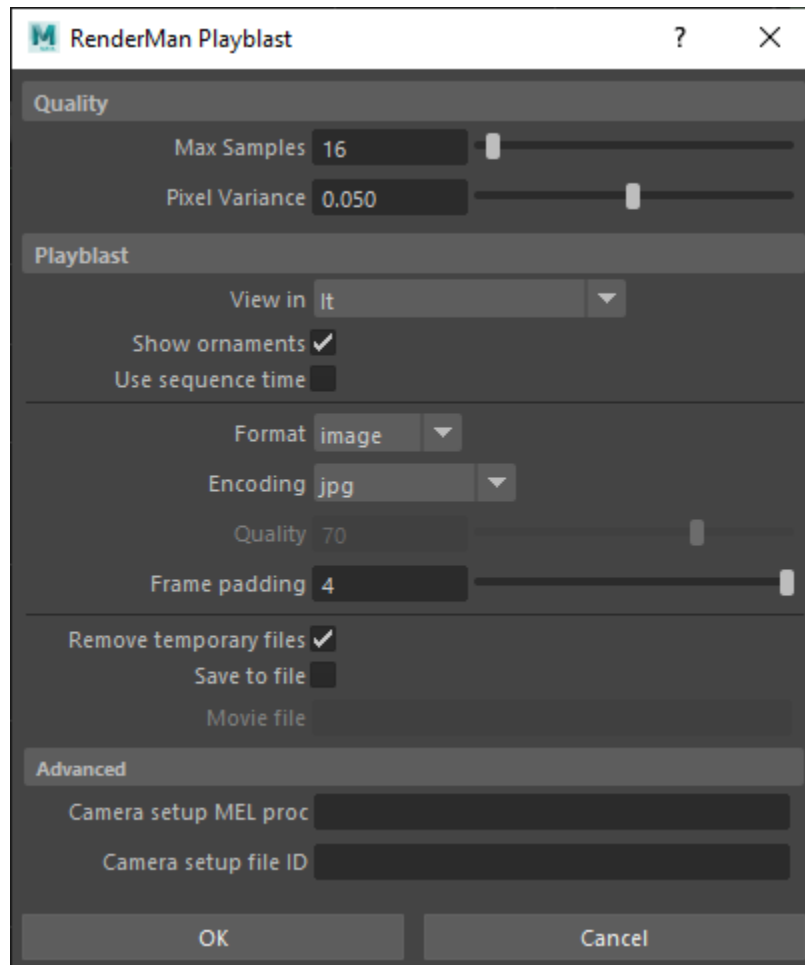 RenderMan Playblast ? X
Quality
Max Samples 16
Pixel Variance 0.050
Playblast
View in It
Show ornaments
Use sequence time
Format image
Encoding jpg
Quality 70
Frame padding 4
Remove temporary files
Save to file
Movie file
Advanced
Camera setup MEL proc
Camera setup file ID
OK Cancel